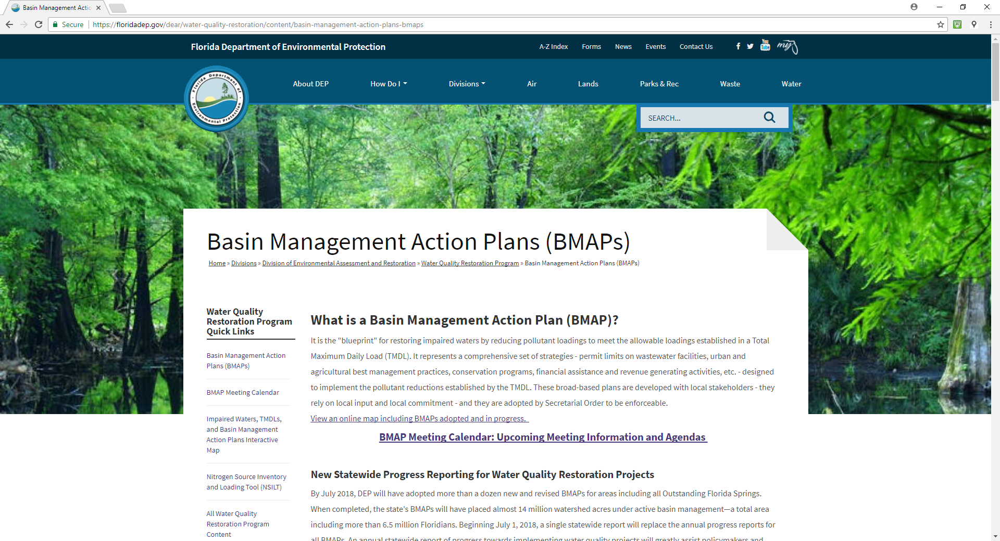 Basin Management Actio
Secure
https://floridadep.gov/dear/water-quality-restoration/content/basin-management-action-plans-bmaps
Florida Department of Environmental Protection
A-Z Index Forms News Events Contact Us
You
Tube
my
Florida Department of
Environmental Protection
About DEP How Do I Divisions Air Lands Parks & Rec Waste Water
SEARCH...
Basin Management Action Plans (BMAPs)
Home » Divisions » Division of Environmental Assessment and Restoration » Water Quality Restoration Program » Basin Management Action Plans (BMAPs)
Water Quality
Restoration Program
Quick Links
Basin Management Action
Plans (BMAPs)
BMAP Meeting Calendar
Impaired Waters, TMDLs,
and Basin Management
Action Plans Interactive
Map
Nitrogen Source Inventory
and Loading Tool (NSILT)
All Water Quality
Restoration Program
Content
What is a Basin Management Action Plan (BMAP)?
It is the "blueprint" for restoring impaired waters by reducing pollutant loadings to meet the allowable loadings established in a Total
Maximum Daily Load (TMDL). It represents a comprehensive set of strategies - permit limits on wastewater facilities, urban and
agricultural best management practices, conservation programs, financial assistance and revenue generating activities, etc. - designed
to implement the pollutant reductions established by the TMDL. These broad-based plans are developed with local stakeholders - they
rely on local input and local commitment - and they are adopted by Secretarial Order to be enforceable.
View an online map including BMAPs adopted and in progress.
BMAP Meeting Calendar: Upcoming Meeting Information and Agendas
New Statewide Progress Reporting for Water Quality Restoration Projects
By July 2018, DEP will have adopted more than a dozen new and revised BMAPs for areas including all Outstanding Florida Springs.
When completed, the state's BMAPs will have placed almost 14 million watershed acres under active basin management—a total area
including more than 6.5 million Floridians. Beginning July 1, 2018, a single statewide report will replace the annual progress reports for
all BMAPs. An annual statewide report of progress towards implementing water quality projects will greatly assist policymakers and